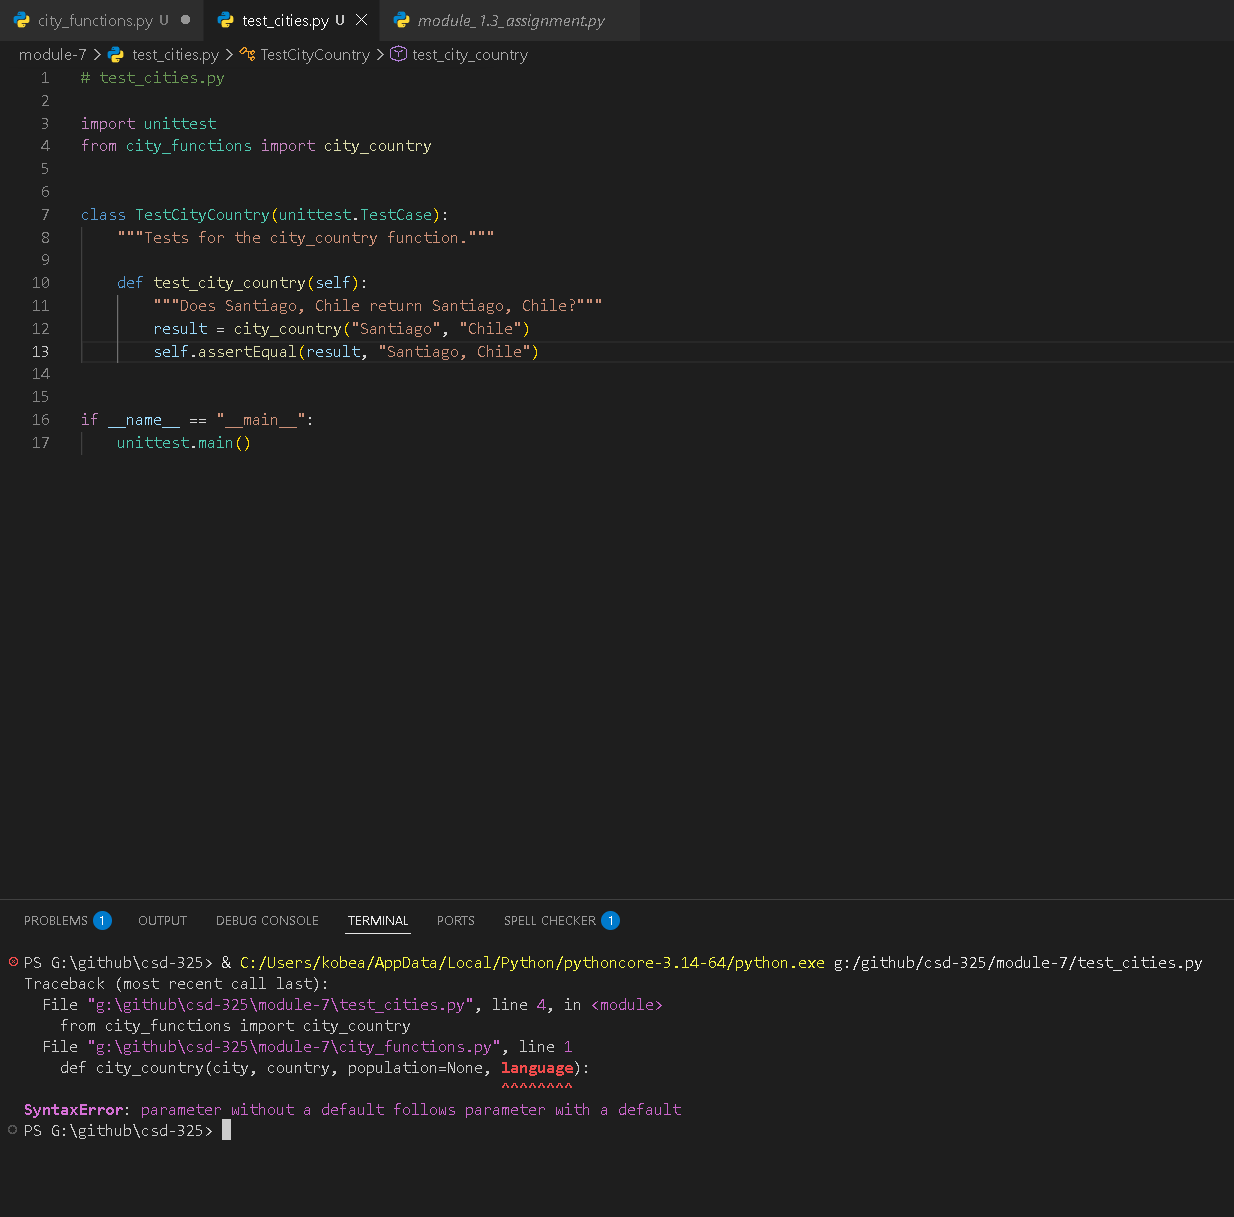 city_functions.py U
test_cities.py U
module_1.3_assignment.py
module-7 > test_cities.py > TestCityCountry > test_city_country
1 # test_cities.py
2
3 import unittest
4 from city_functions import city_country
5
6
7 class TestCityCountry(unittest.TestCase):
8 """Tests for the city_country function."""
9
10 def test_city_country(self):
11 """Does Santiago, Chile return Santiago, Chile?"""
12 result = city_country("Santiago", "Chile")
13 self.assertEqual(result, "Santiago, Chile")
14
15
16 if __name__ == "__main__":
17 unittest.main()
PROBLEMS 1 OUTPUT DEBUG CONSOLE TERMINAL PORTS SPELL CHECKER 1
PS G:\github\csd-325> & C:/Users/kobea/AppData/Local/Python/pythoncore-3.14-64/python.exe g:/github/csd-325/module-7/test_cities.py
Traceback (most recent call last):
File "g:\github\csd-325\module-7\test_cities.py", line 4, in <module>
from city_functions import city_country
File "g:\github\csd-325\module-7\city_functions.py", line 1
def city_country(city, country, population=None, language):
^^^^^^^^
SyntaxError: parameter without a default follows parameter with a default
PS G:\github\csd-325>